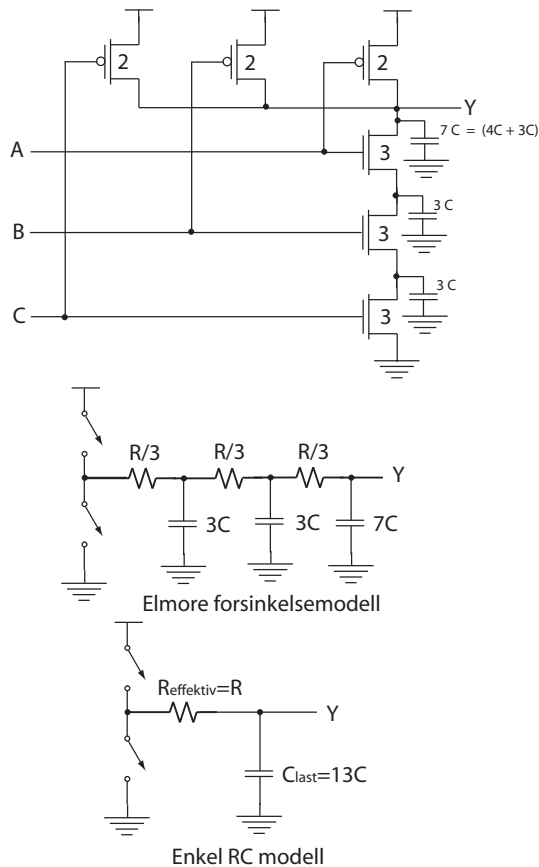 2
2
2
Y
7 C = (4C + 3C)
A
3
3 C
B
3
3 C
C
3
R/3
R/3
R/3
Y
3C
3C
7C
Elmore forsinkelsemodell
Reffektiv=R
Y
Clast=13C
Enkel RC modell